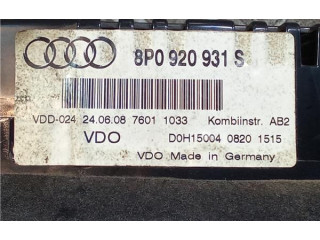 8P0 920 931 S
VDD-024 24.06.08 7601 1033 Kombiinstr. AB2
VDO D0H15004 0820 1515
VDO Made in Germany